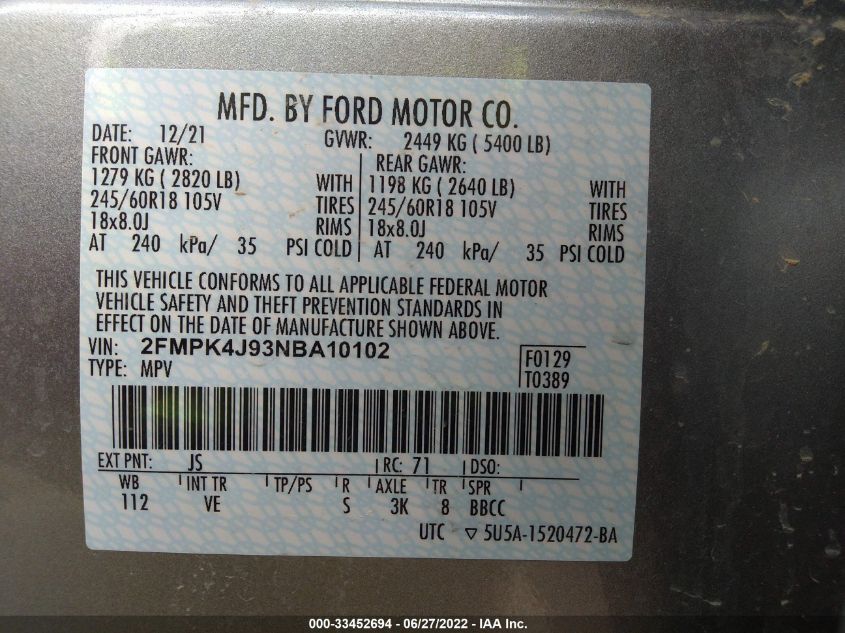 MFD. BY FORD MOTOR CO.
DATE: 12/21 GVWR: 2449 KG ( 5400 LB)
FRONT GAWR: REAR GAWR:
1279 KG ( 2820 LB) WITH 1198 KG ( 2640 LB) WITH
245/60R18 105V TIRES 245/60R18 105V TIRES
18x8.0J RIMS 18x8.0J RIMS
AT 240 kPa/ 35 PSI COLD AT 240 kPa/ 35 PSI COLD
THIS VEHICLE CONFORMS TO ALL APPLICABLE FEDERAL MOTOR
VEHICLE SAFETY AND THEFT PREVENTION STANDARDS IN
EFFECT ON THE DATE OF MANUFACTURE SHOWN ABOVE.
VIN: 2FMPK4J93NBA10102 F0129
TYPE: MPV T0389
EXT PNT: JS RC: 71 DSO:
WB INT TR TP/PS R AXLE TR SPR
112 VE S 3K 8 BBCC
UTC ▽ 5U5A-1520472-BA
000-33452694 - 06/27/2022 - IAA Inc.